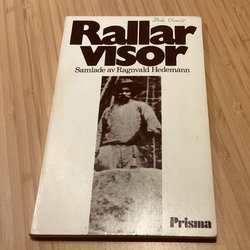 Rallar
visor
Samlade av Ragnvald Hedemann
Prisma